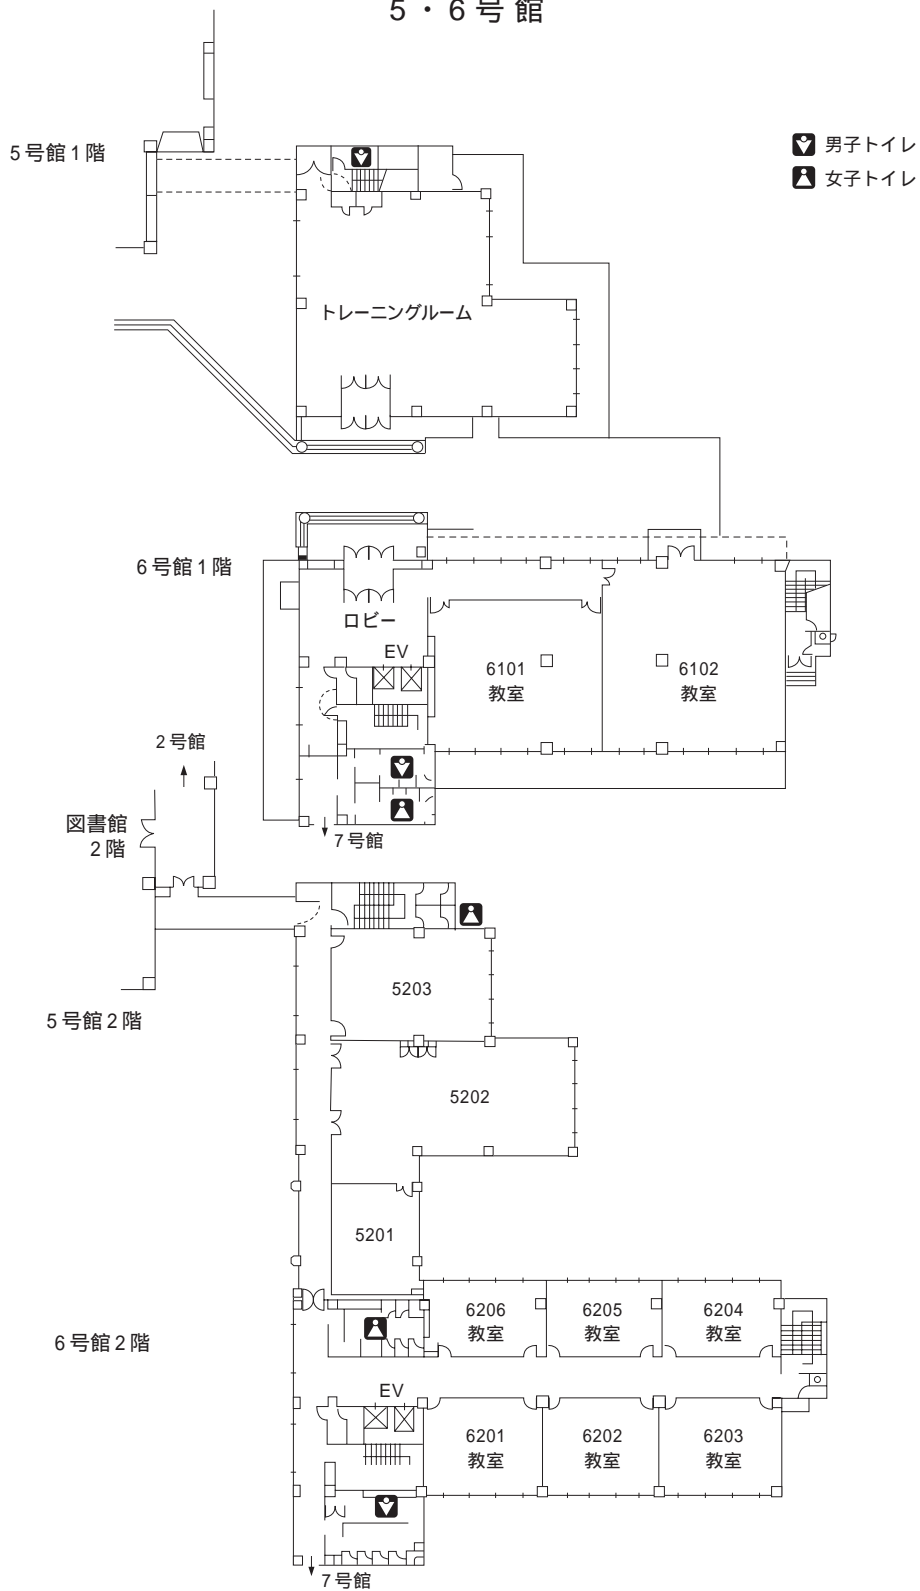 5・6号館
5号館1階
男子トイレ
女子トイレ
トレーニングルーム
6号館1階
ロビー
EV
6101
教室
6102
教室
2号館
図書館
2階
7号館
5203
5号館2階
5202
5201
6206
教室
6205
教室
6204
教室
6号館2階
EV
6201
教室
6202
教室
6203
教室
7号館